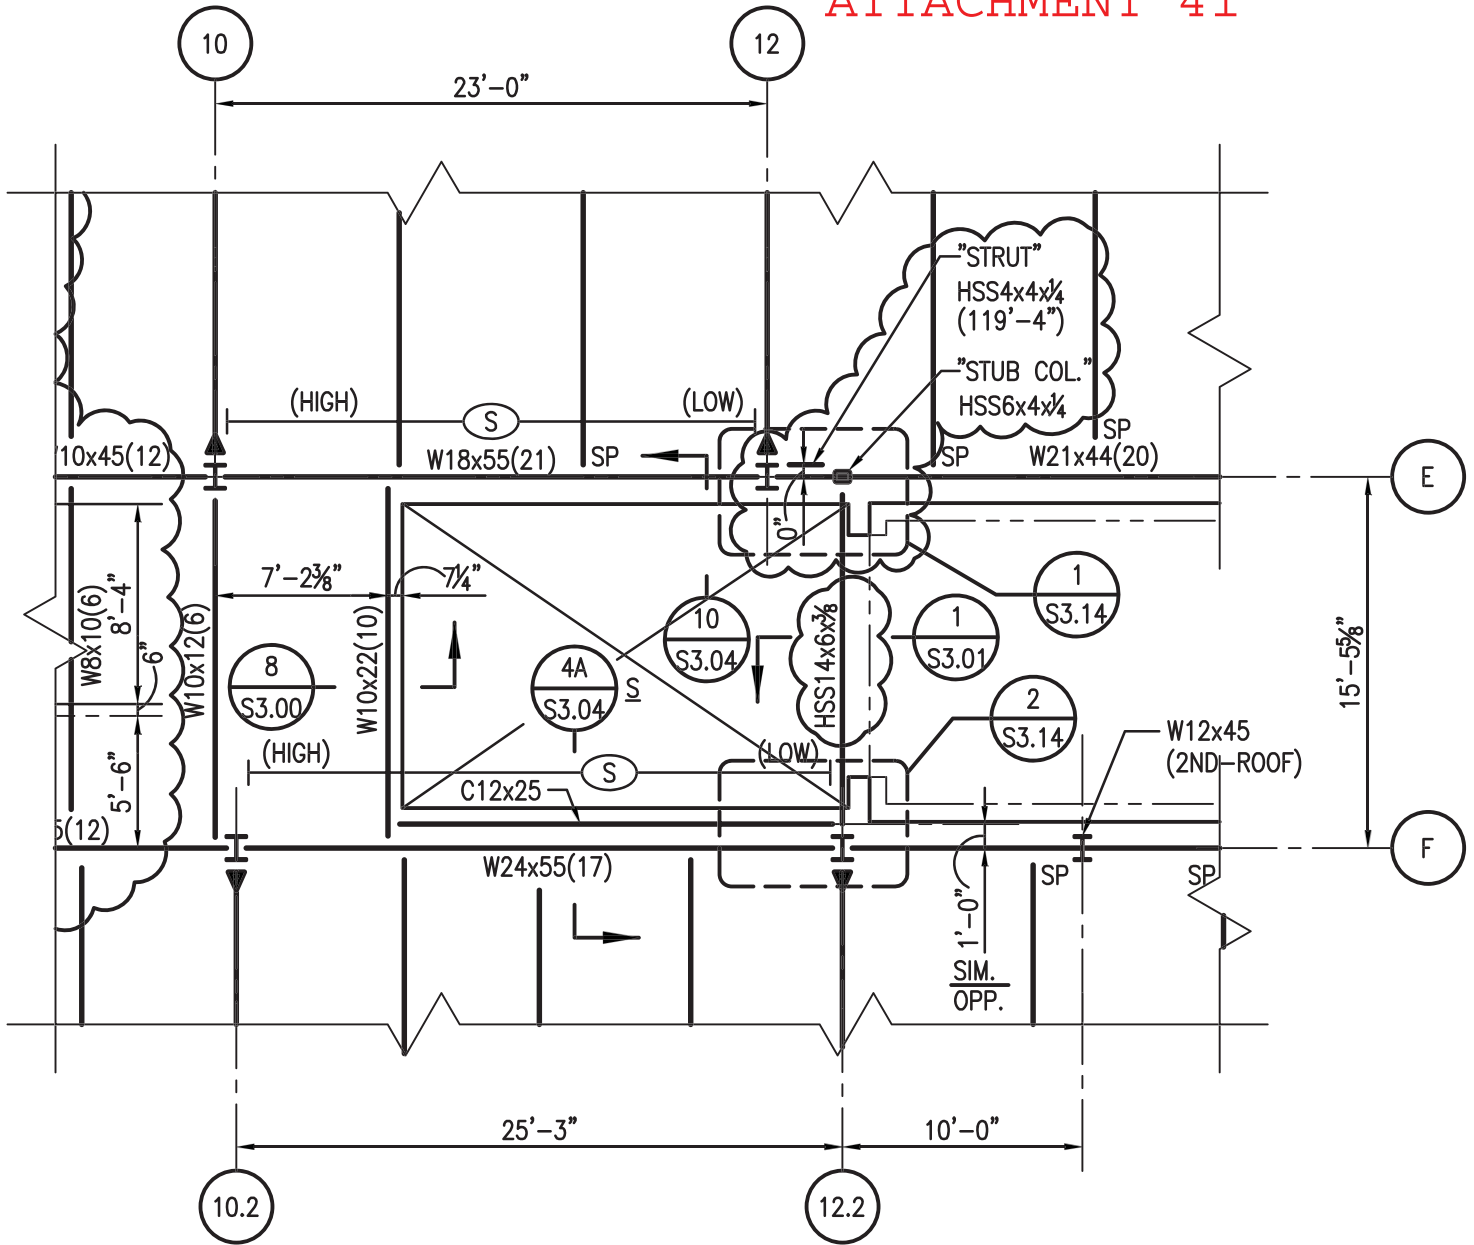 ATTACHMENT 41
10
12
23'-0"
"STRUT"
HSS4x4x¼
(119'-4")
"STUB COL."
HSS6x4x¼
(HIGH)
S
(LOW)
SP
W10x45(12)
W18x55(21)
SP
SP
W21x44(20)
E
0"
7'-2⅜"
7¼"
W8x10(6)
8'-4"
6"
W10x12(6)
W10x22(10)
8
S3.00
4A
S3.04
S
10
S3.04
HSS14x6x⅜
1
S3.01
1
S3.14
2
S3.14
15'-5⅝"
W12x45
(2ND-ROOF)
(HIGH)
S
(LOW)
C12x25
5'-6"
5(12)
W24x55(17)
SP
SP
F
1'-0"
SIM.
OPP.
25'-3"
10'-0"
10.2
12.2